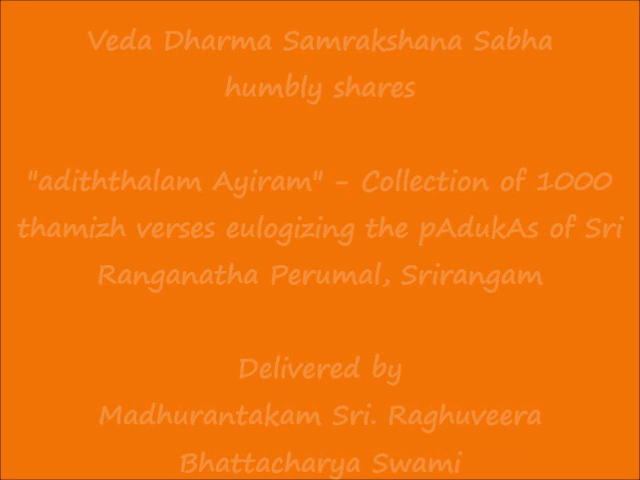 Veda Dharma Samrakshana Sabha
humbly shares
"adiththalam Ayiram" - Collection of 1000
thamizh verses eulogizing the pAdukAs of Sri
Ranganatha Perumal, Srirangam
Delivered by
Madhurantakam Sri. Raghuveera
Bhattacharya Swami